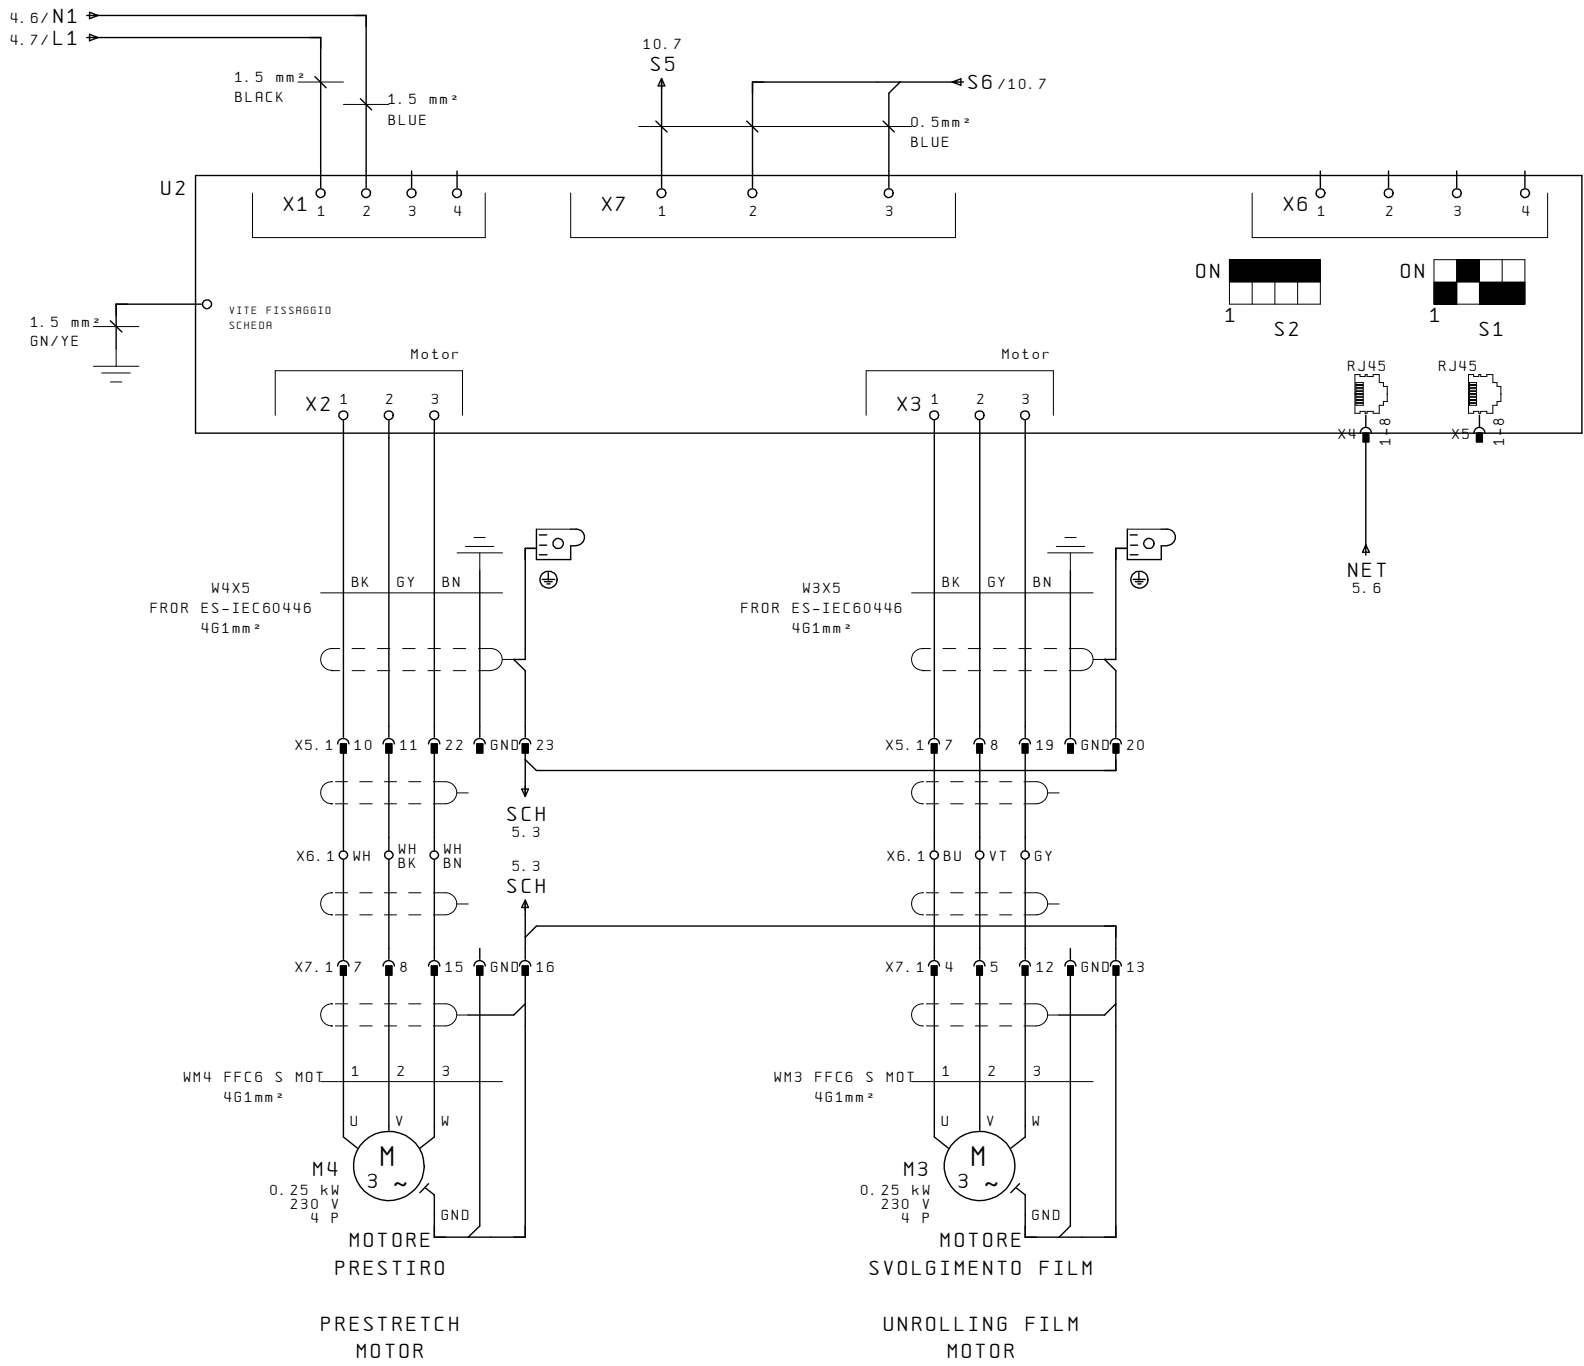 4.6/N1
4.7/L1
1.5 mm²
BLACK
1.5 mm²
BLUE
10.7
S5
S6/10.7
0.5mm²
BLUE
U2
X1 1 2 3 4
X7 1 2 3
X6 1 2 3 4
ON
1 S2
ON
1 S1
VITE FISSAGGIO
SCHEDA
1.5 mm²
GN/YE
Motor
X2 1 2 3
Motor
X3 1 2 3
RJ45
X4 1-8
RJ45
X5 1-8
NET
5.6
W4X5
FROR ES-IEC60446
4G1mm²
BK GY BN
W3X5
FROR ES-IEC60446
4G1mm²
BK GY BN
X5.1 10 11 22 GND 23
X5.1 7 8 19 GND 20
SCH
5.3
X6.1 WH WH BK WH BN
X6.1 BU VT GY
5.3
SCH
X7.1 7 8 15 GND 16
X7.1 4 5 12 GND 13
WM4 FFC6 S MOT
4G1mm²
1 2 3
WM3 FFC6 S MOT
4G1mm²
1 2 3
U V W
M
3 ~
M4
0.25 kW
230 V
4 P
GND
MOTORE
PRESTIRO
PRESTRETCH
MOTOR
U V W
M
3 ~
M3
0.25 kW
230 V
4 P
GND
MOTORE
SVOLGIMENTO FILM
UNROLLING FILM
MOTOR